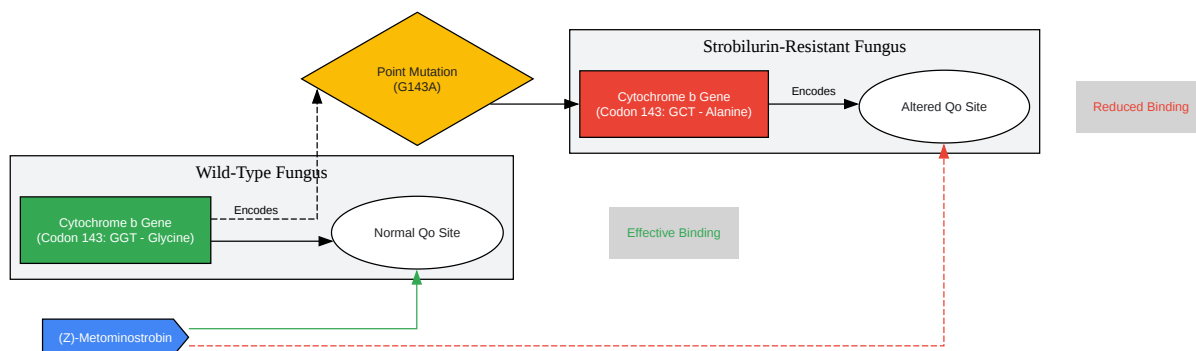 Point Mutation
(G143A)
Strobilurin-Resistant Fungus
Cytochrome b Gene
(Codon 143: GCT - Alanine)
Encodes
Altered Qo Site
Reduced Binding
Wild-Type Fungus
Cytochrome b Gene
(Codon 143: GGT - Glycine)
Encodes
Normal Qo Site
Effective Binding
(Z)-Metominostrobin